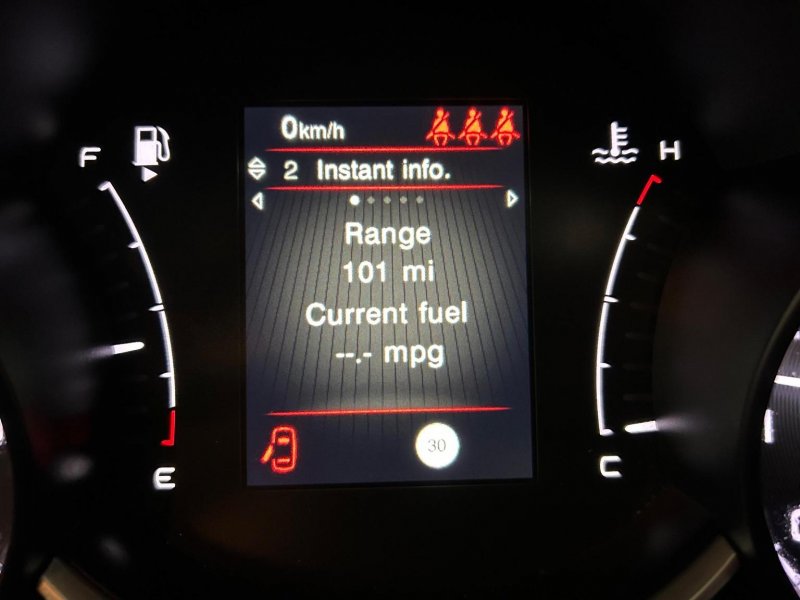 0km/h
F
H
2 Instant info.
Range
101 mi
Current fuel
--.- mpg
30
E
C